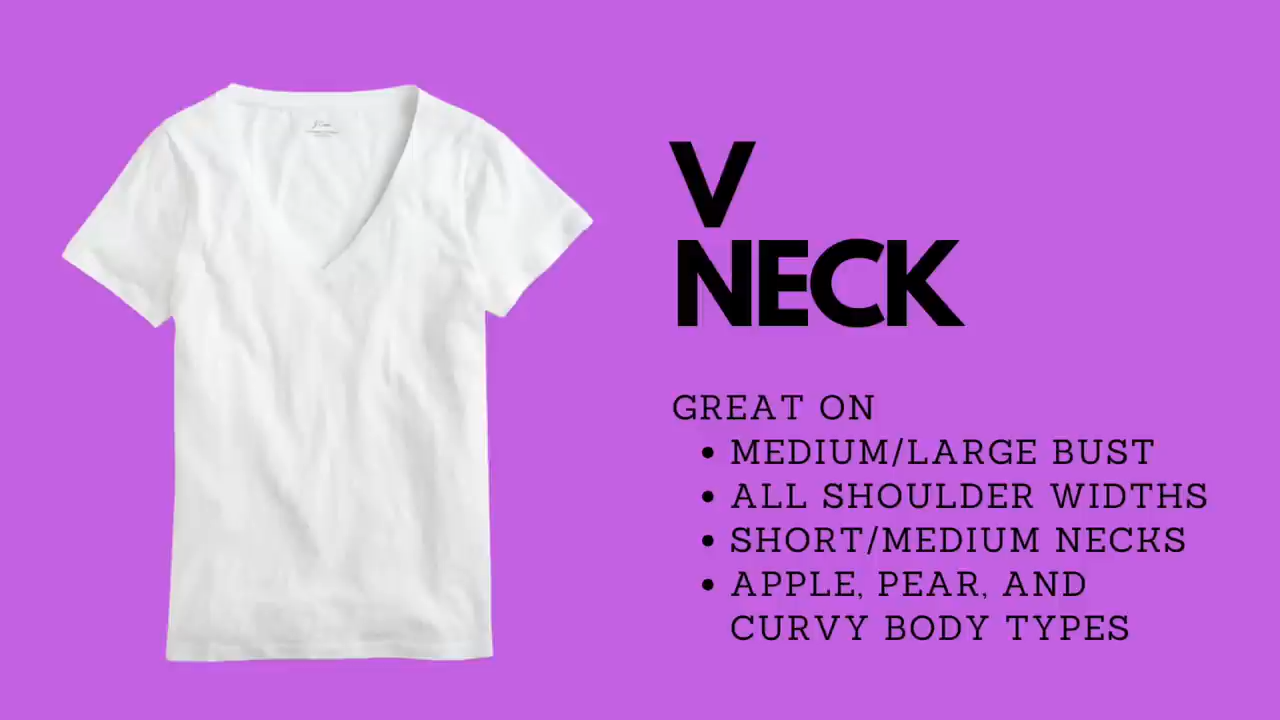 V
NECK
GREAT ON
• MEDIUM/LARGE BUST
• ALL SHOULDER WIDTHS
• SHORT/MEDIUM NECKS
• APPLE, PEAR, AND
CURVY BODY TYPES